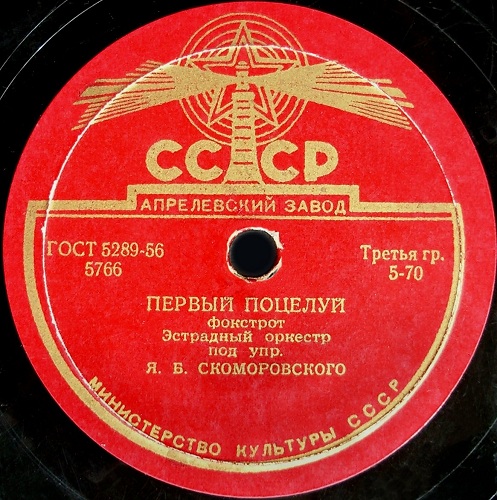 СССР
АПРЕЛЕВСКИЙ ЗАВОД
ГОСТ 5289-56
5766
Третья гр.
5-70
ПЕРВЫЙ ПОЦЕЛУЙ
фокстрот
Эстрадный оркестр
под упр.
Я. Б. СКОМОРОВСКОГО
МИНИСТЕРСТВО КУЛЬТУРЫ СССР